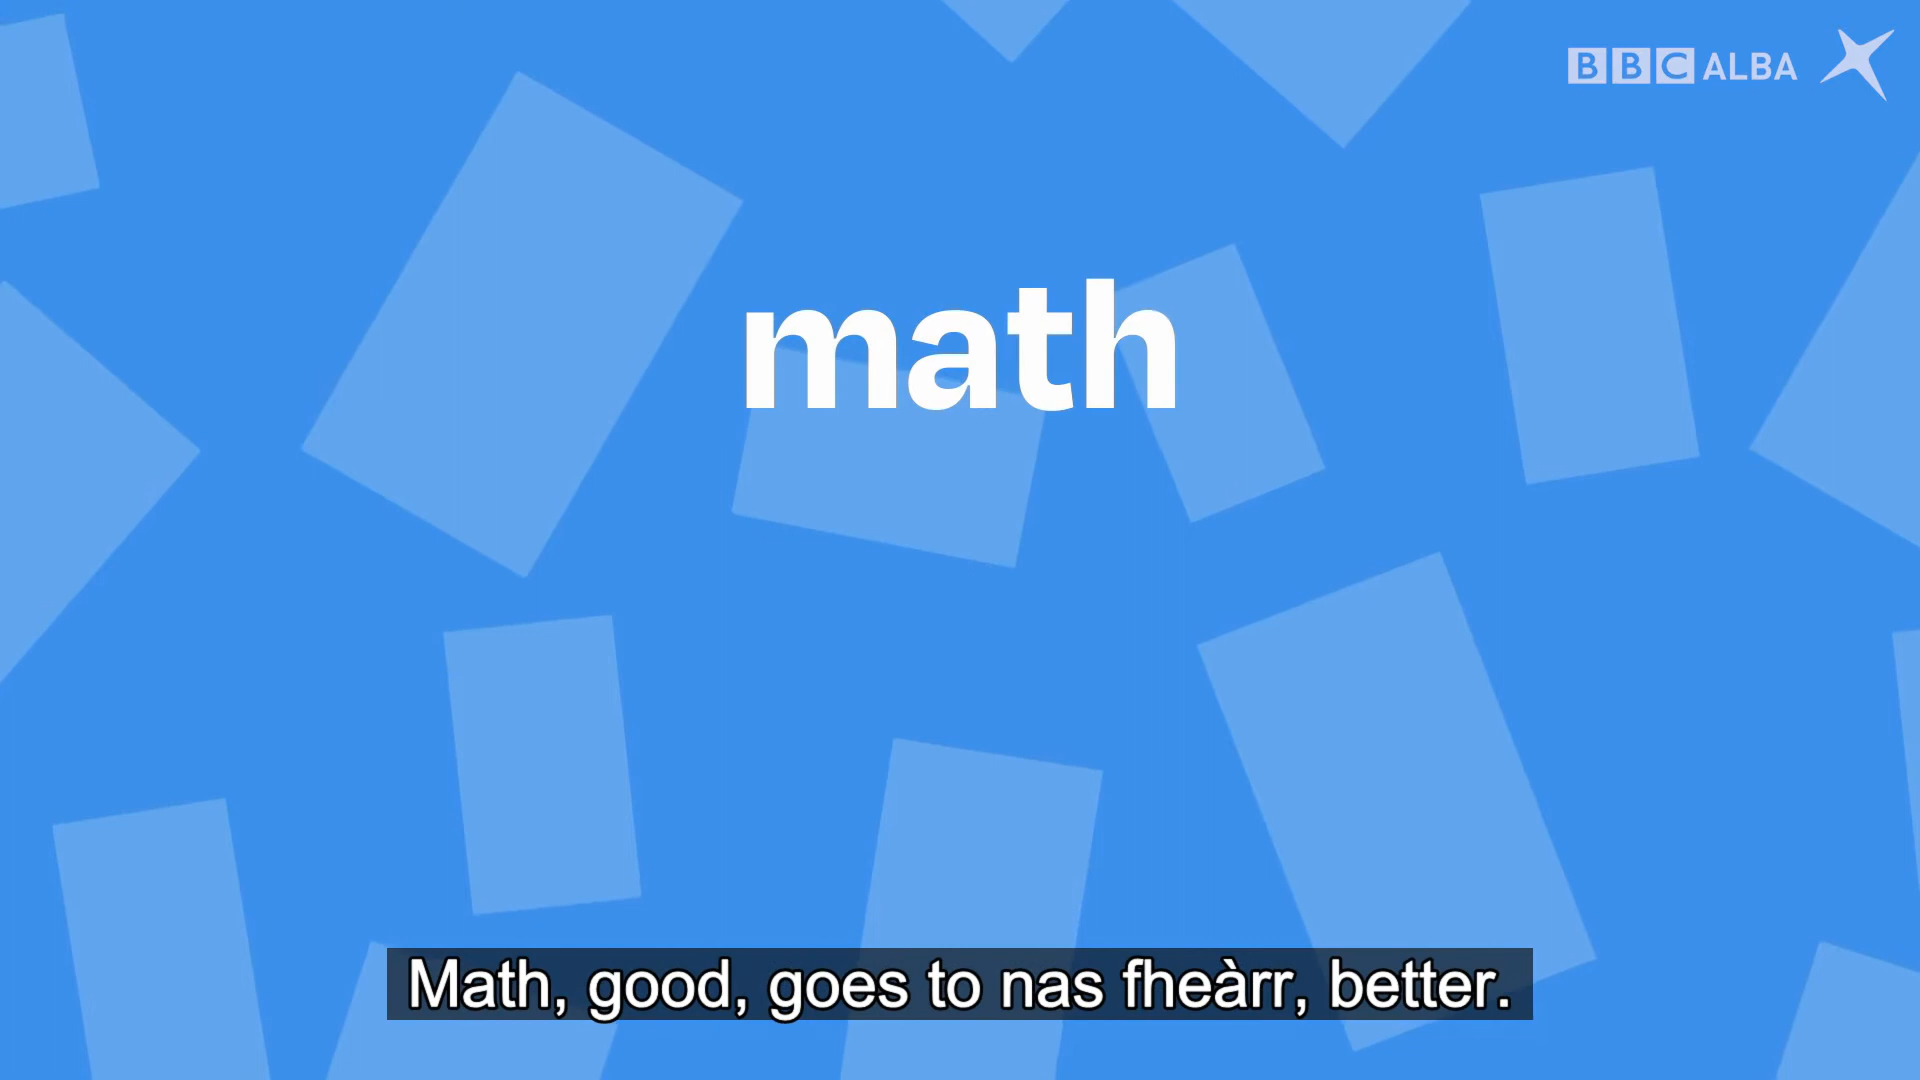 BBC ALBA
math
Math, good, goes to nas fheàrr, better.